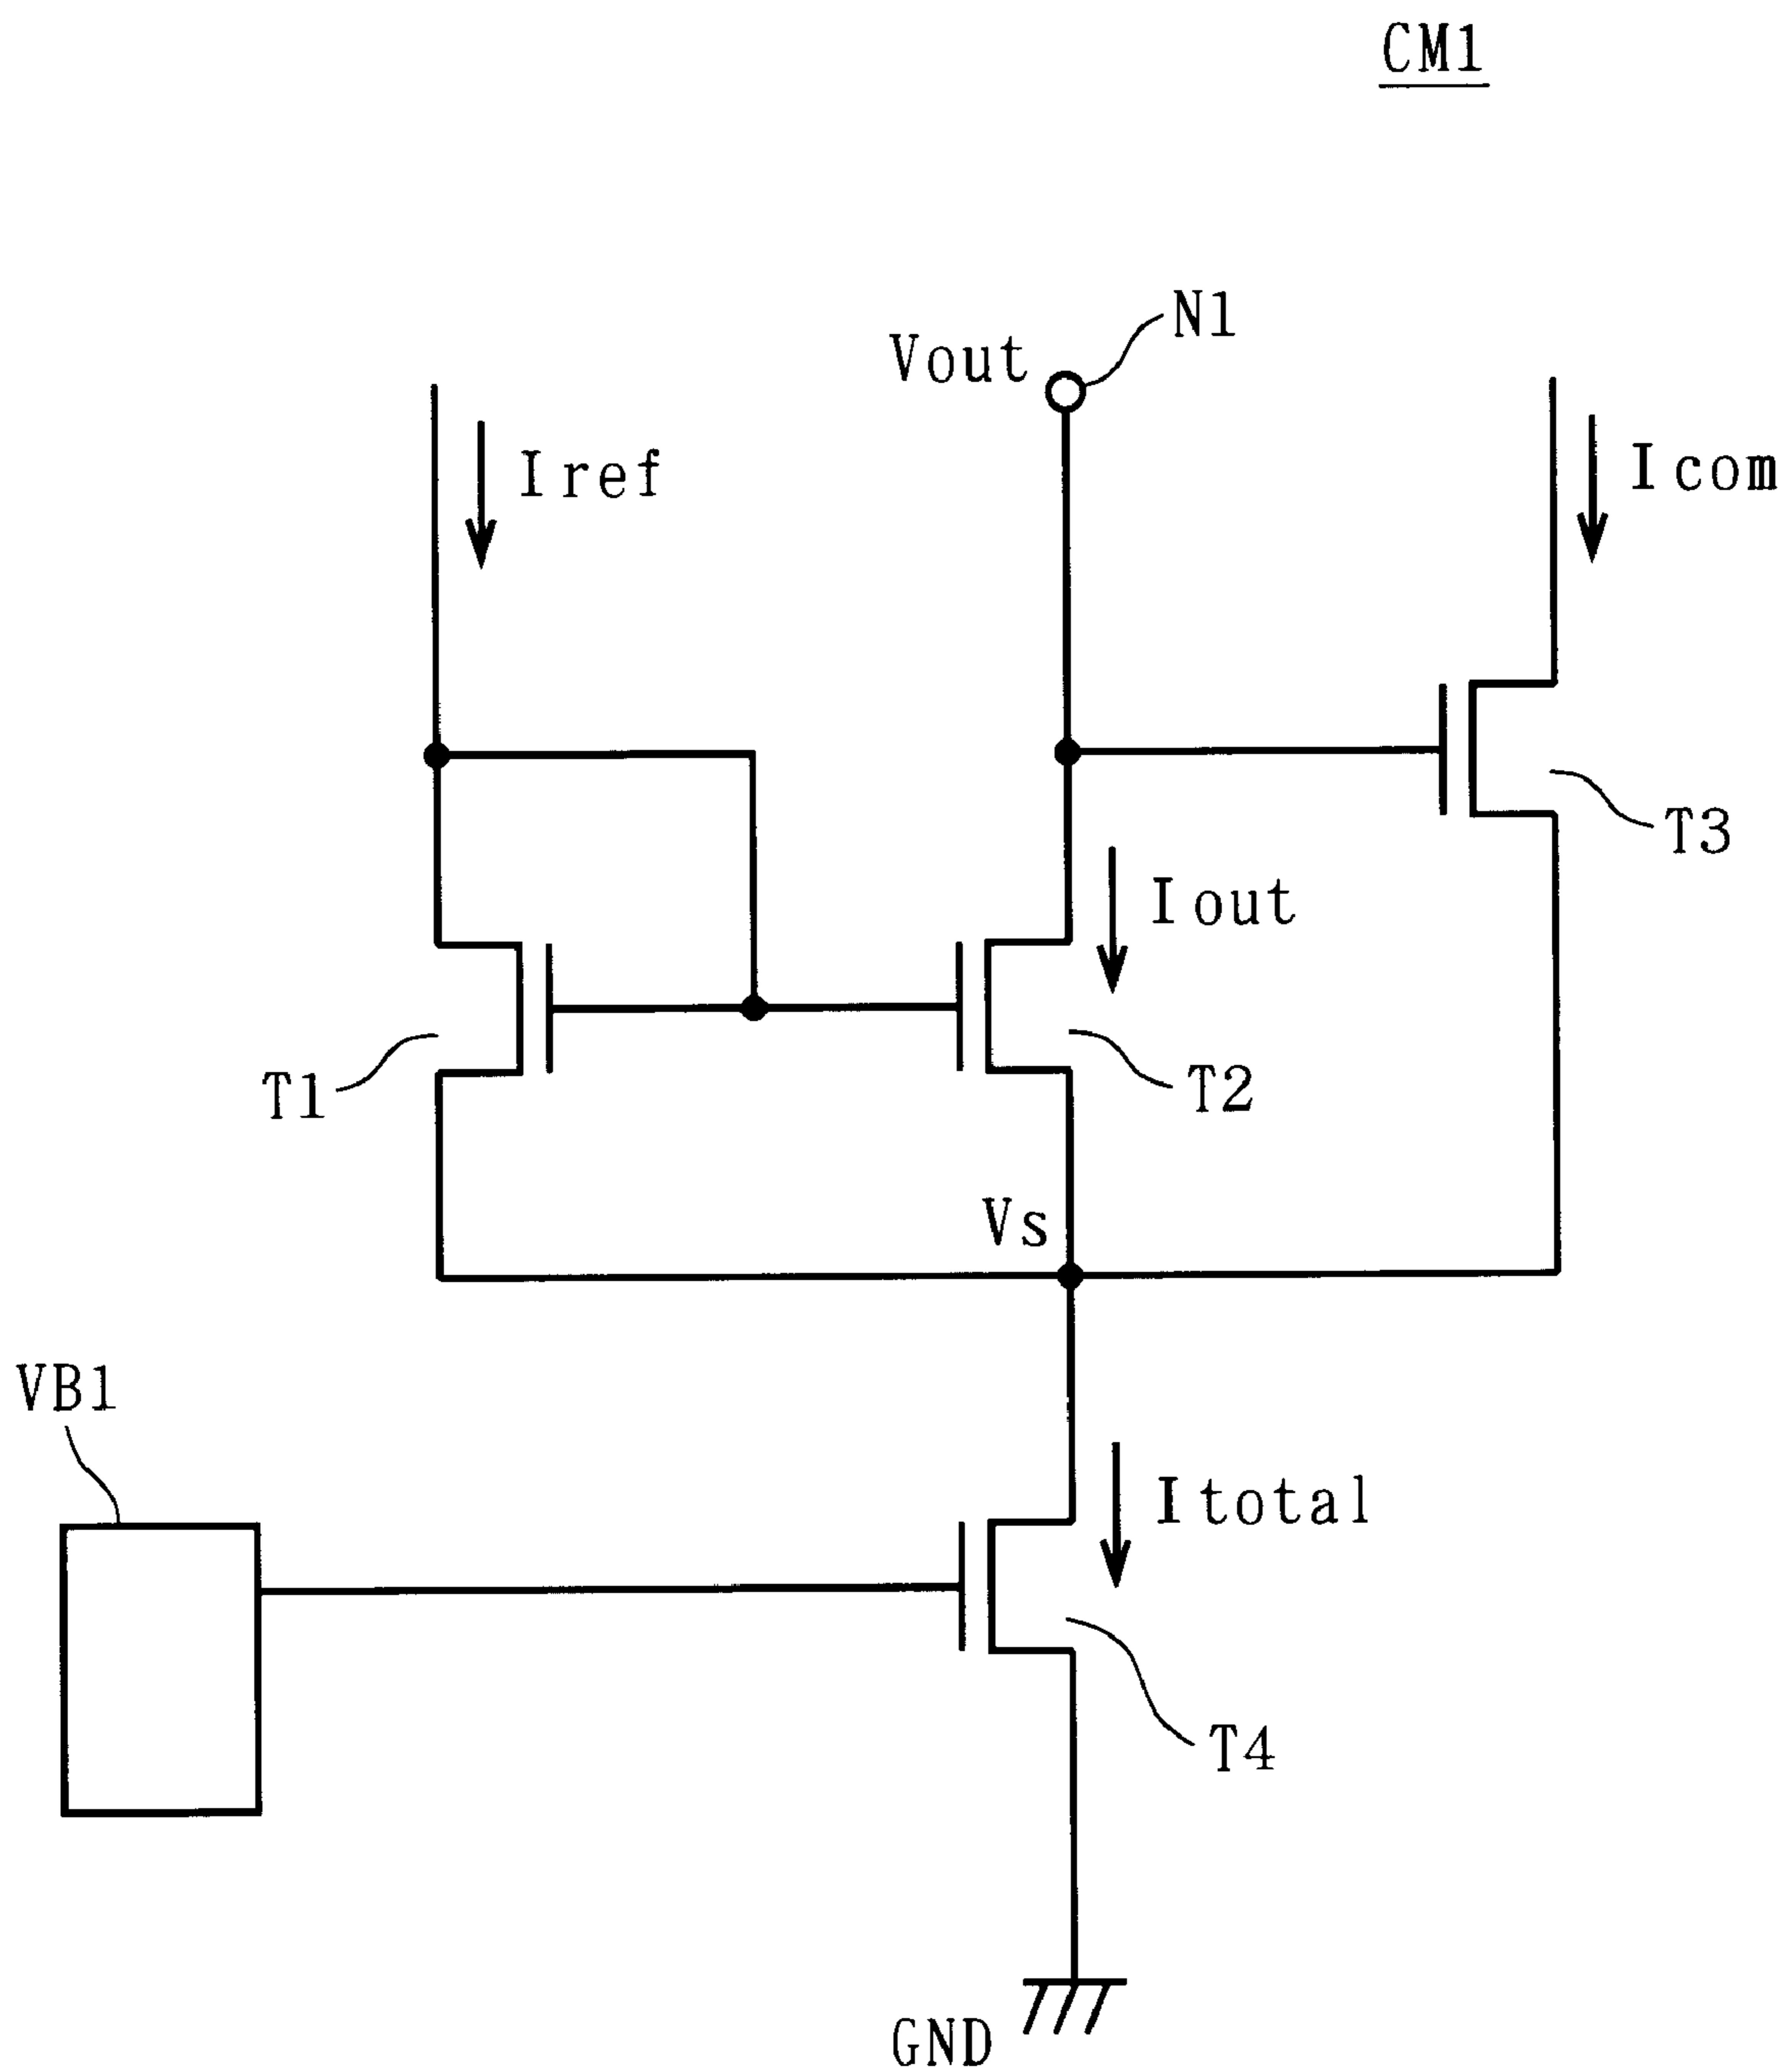 CM1
N1
Vout
Iref
Icom
T3
Iout
T1
T2
Vs
VB1
Itotal
T4
GND